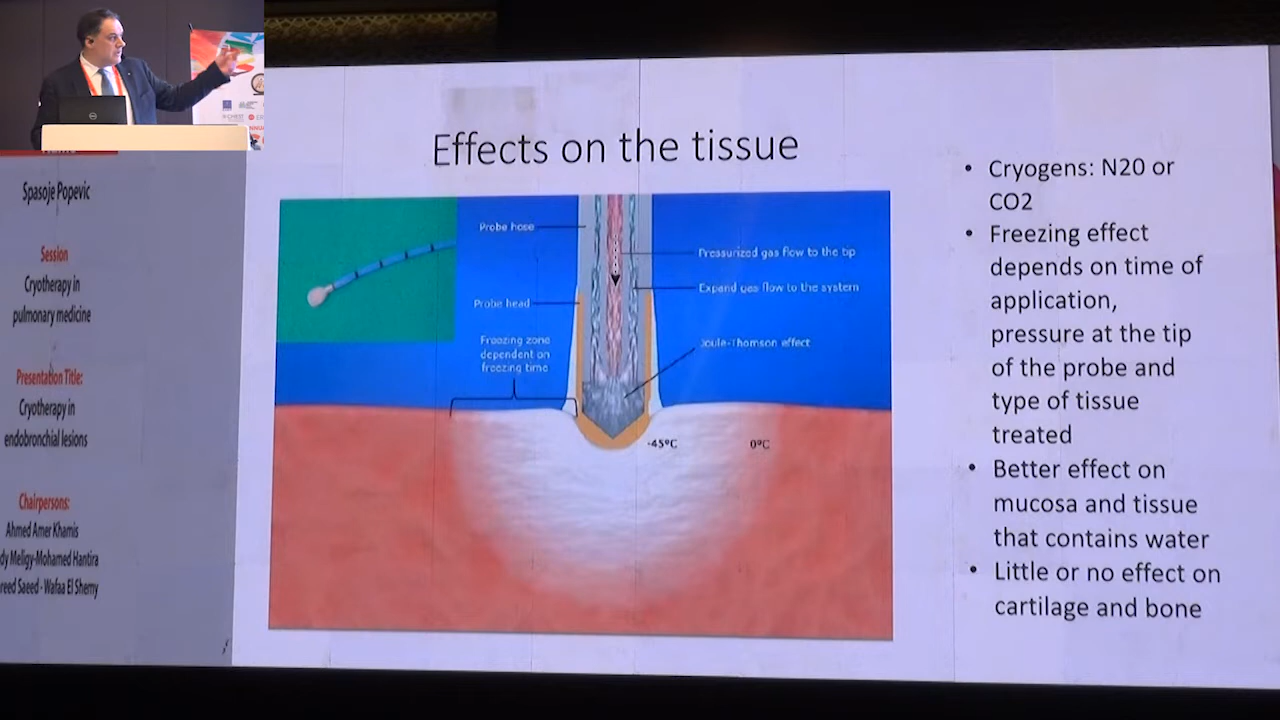 Spasoje Popevic
Session
Cryotherapy in
pulmonary medicine
Presentation Title:
Cryotherapy in
endobronchial lesions
Chairpersons:
Ahmed Amer Khamis
Meligy-Mohamed Hantira
Saeed - Wafaa El Shemy
Effects on the tissue
Probe hose
Probe head
Freezing zone
dependent on
freezing time
Pressurized gas flow to the tip
Expand gas flow to the system
Joule-Thomson effect
-45ºC
0ºC
• Cryogens: N20 or
CO2
• Freezing effect
depends on time of
application,
pressure at the tip
of the probe and
type of tissue
treated
• Better effect on
mucosa and tissue
that contains water
• Little or no effect on
cartilage and bone